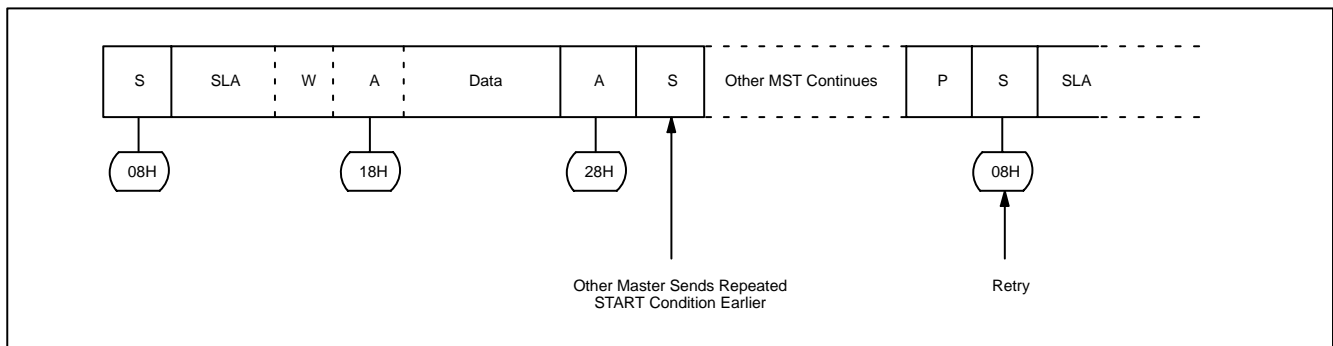 S SLA W A Data A S Other MST Continues P S SLA
08H 18H 28H 08H
Other Master Sends Repeated
START Condition Earlier
Retry